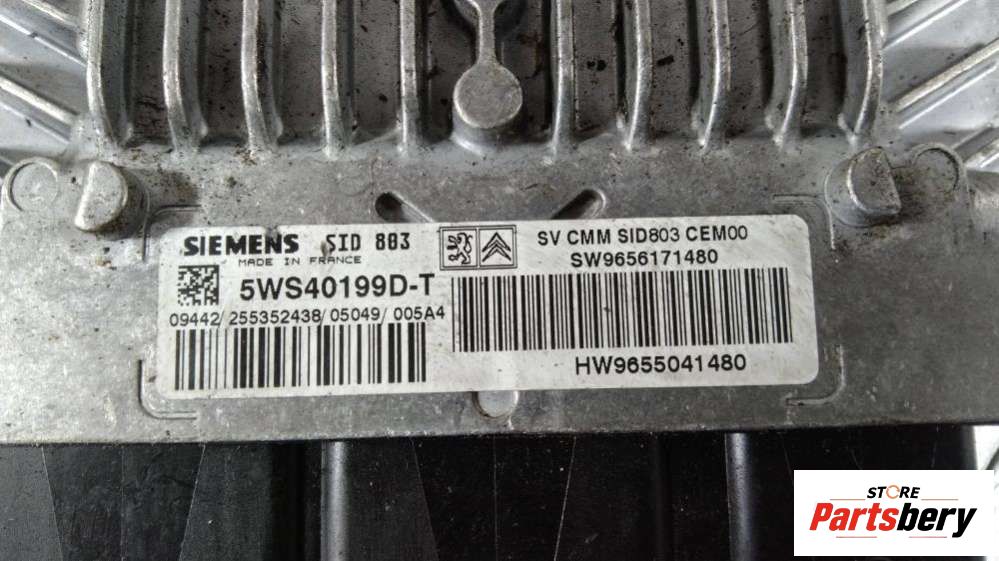 SIEMENS SID 803
MADE IN FRANCE
5WS40199D-T
09442/255352438/05049/005A4
SV CMM SID803 CEM00
SW9656171480
HW9655041480
STORE
Partsbery